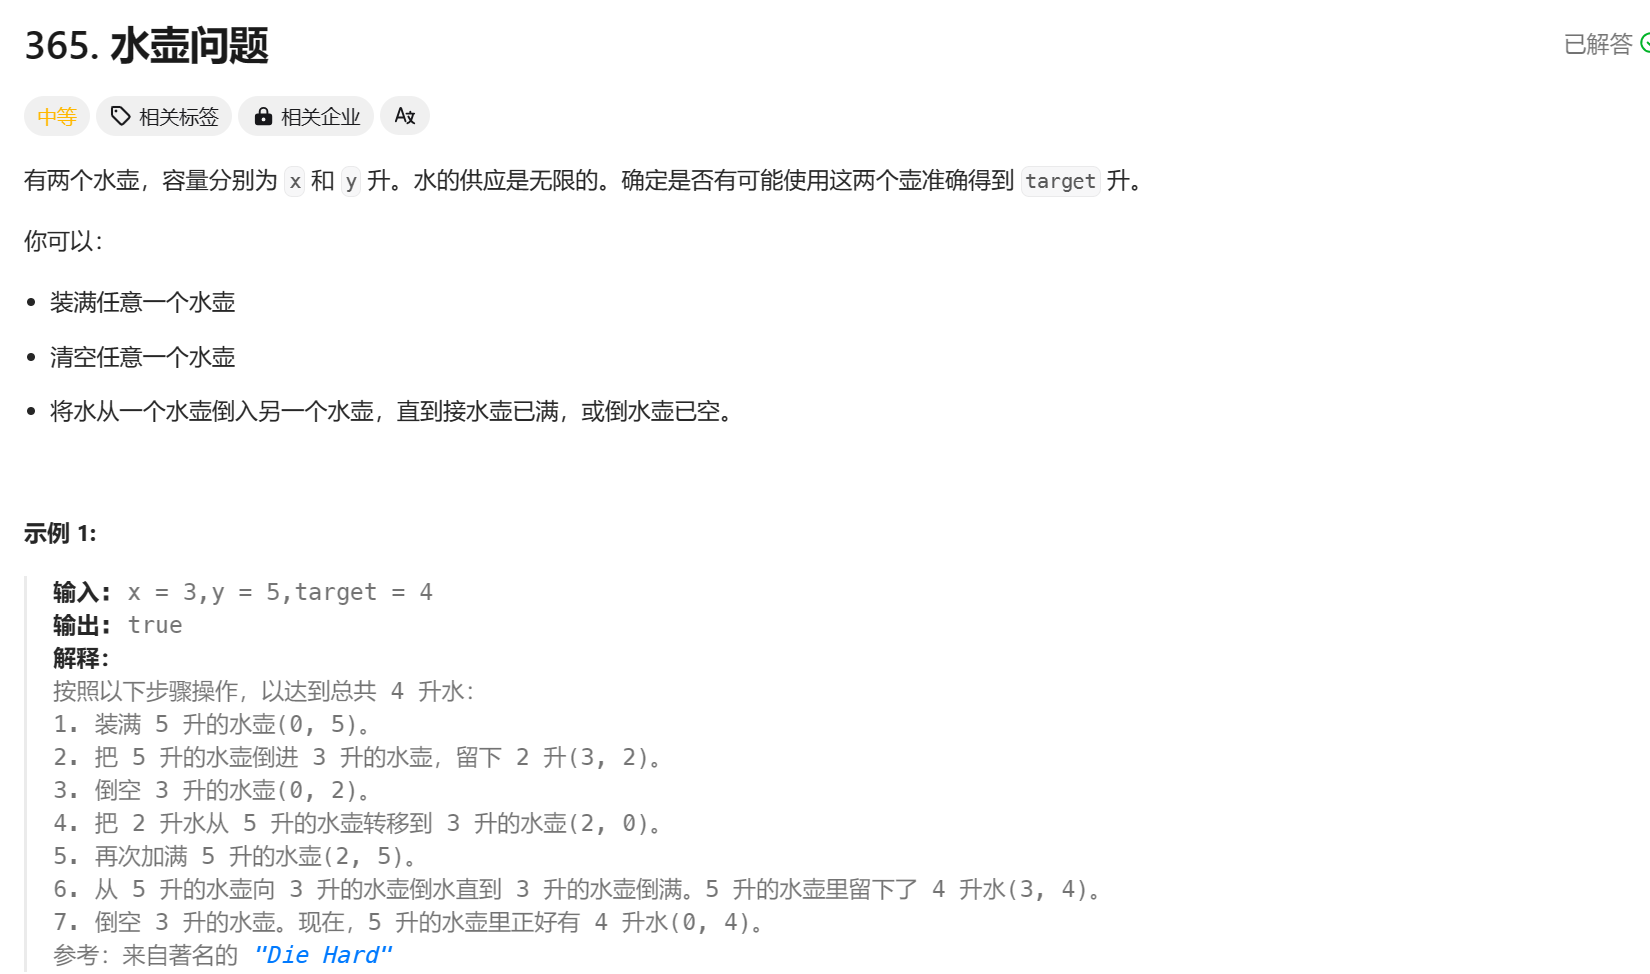 365. 水壶问题
已解答
中等 相关标签 相关企业
有两个水壶，容量分别为 x 和 y 升。水的供应是无限的。确定是否有可能使用这两个壶准确得到 target 升。
你可以：
• 装满任意一个水壶
• 清空任意一个水壶
• 将水从一个水壶倒入另一个水壶，直到接水壶已满，或倒水壶已空。
示例 1:
输入: x = 3,y = 5,target = 4
输出: true
解释:
按照以下步骤操作，以达到总共 4 升水：
1. 装满 5 升的水壶(0, 5)。
2. 把 5 升的水壶倒进 3 升的水壶，留下 2 升(3, 2)。
3. 倒空 3 升的水壶(0, 2)。
4. 把 2 升水从 5 升的水壶转移到 3 升的水壶(2, 0)。
5. 再次加满 5 升的水壶(2, 5)。
6. 从 5 升的水壶向 3 升的水壶倒水直到 3 升的水壶倒满。5 升的水壶里留下了 4 升水(3, 4)。
7. 倒空 3 升的水壶。现在，5 升的水壶里正好有 4 升水(0, 4)。
参考：来自著名的 "Die Hard"